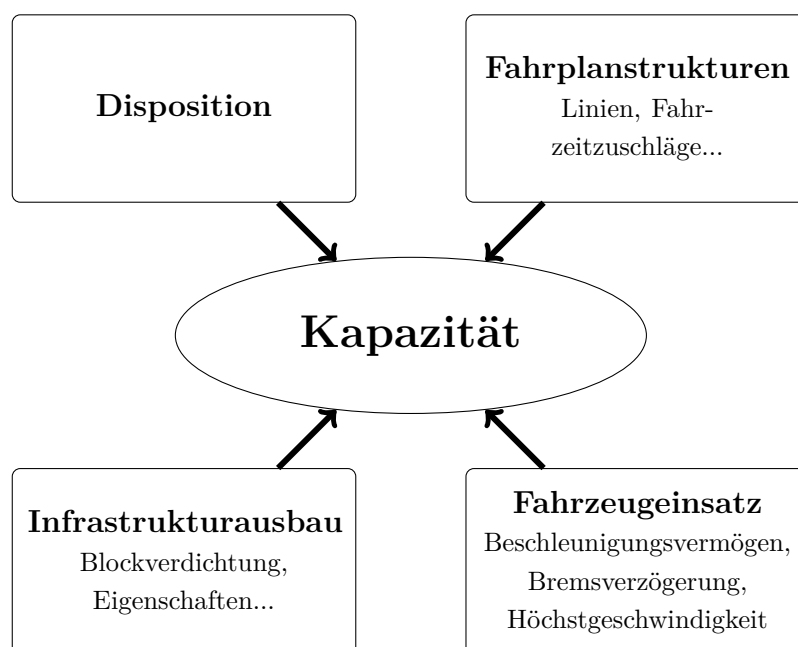 Disposition
Fahrplanstrukturen
Linien, Fahr-
zeitzuschläge...
Kapazität
Infrastrukturausbau
Blockverdichtung,
Eigenschaften...
Fahrzeugeinsatz
Beschleunigungsvermögen,
Bremsverzögerung,
Höchstgeschwindigkeit